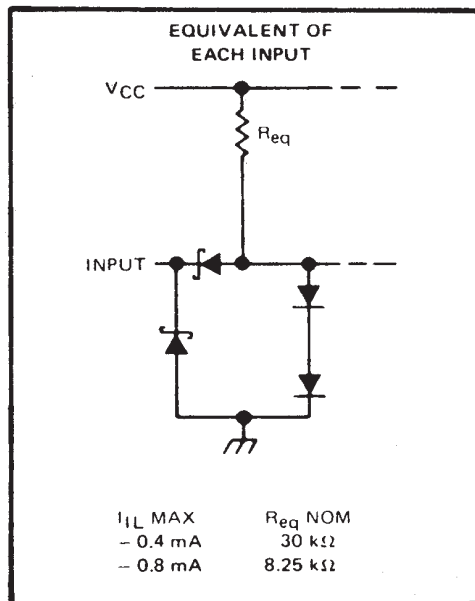 EQUIVALENT OF
EACH INPUT
VCC
Req
INPUT
IIL MAX Req NOM
– 0.4 mA 30 kΩ
– 0.8 mA 8.25 kΩ